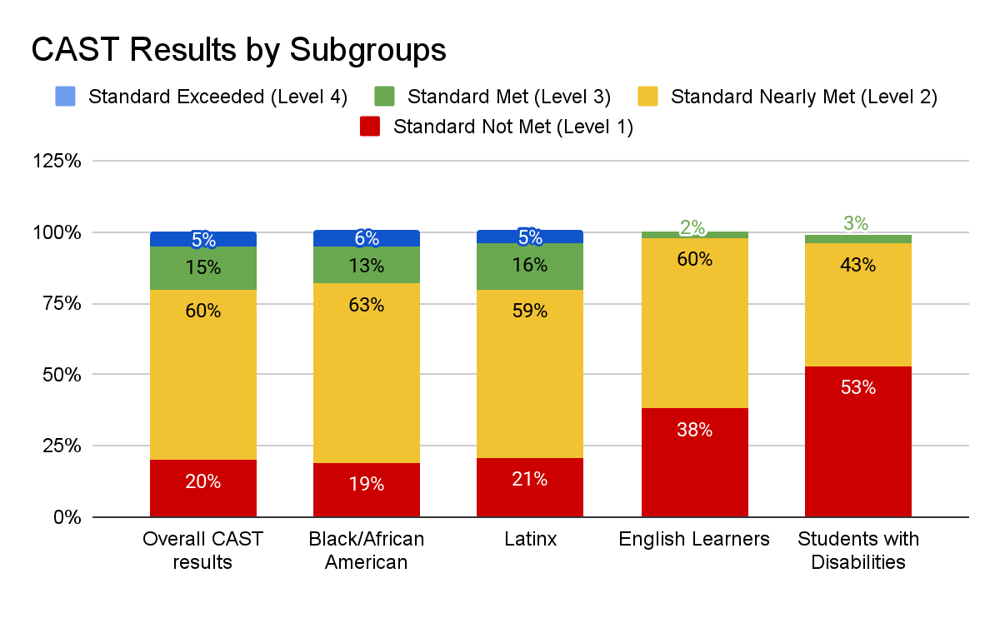 CAST Results by Subgroups
Standard Exceeded (Level 4) Standard Met (Level 3) Standard Nearly Met (Level 2)
Standard Not Met (Level 1)
125%
100%
75%
50%
25%
0%
5%
15%
60%
20%
6%
13%
63%
19%
5%
16%
59%
21%
2%
60%
38%
3%
43%
53%
Overall CAST
results
Black/African
American
Latinx
English Learners
Students with
Disabilities